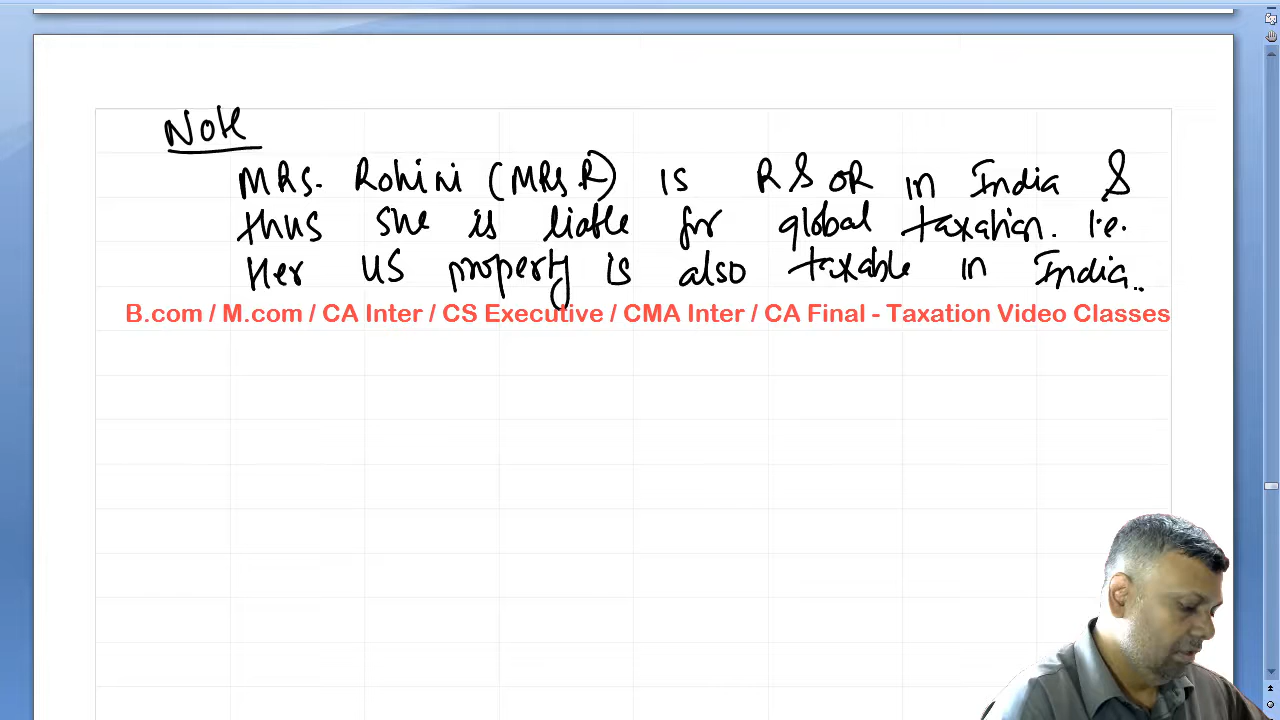 Note
MRs. Rohini (MRs R) is R & OR in India &
thus she is liable for global taxation. i.e.
Her US property is also taxable in India..
B.com / M.com / CA Inter / CS Executive / CMA Inter / CA Final - Taxation Video Classes